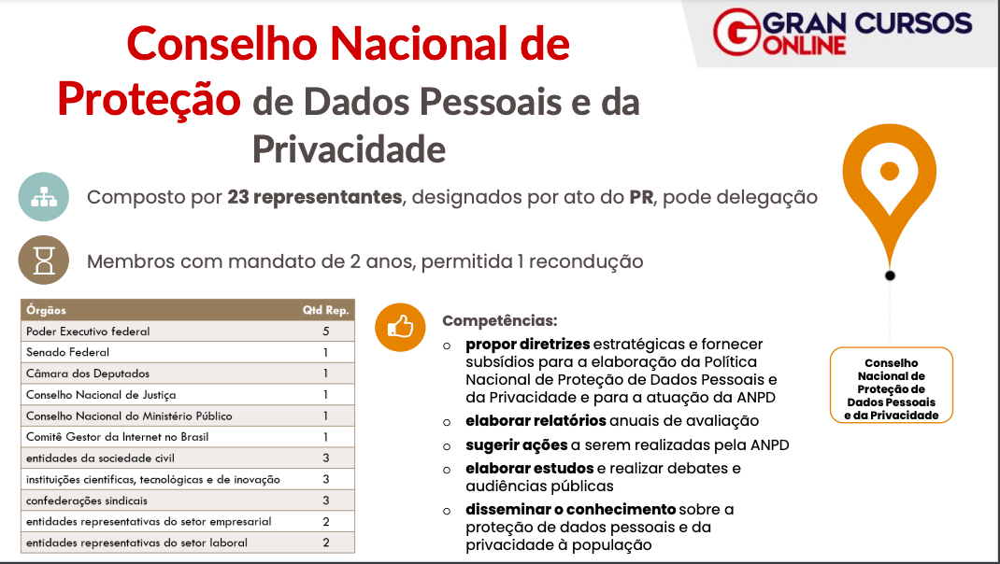 Conselho Nacional de
Proteção de Dados Pessoais e da
Privacidade
GRAN CURSOS
ONLINE
Composto por 23 representantes, designados por ato do PR, pode delegação
Membros com mandato de 2 anos, permitida 1 recondução
Órgãos Qtd Rep.
Poder Executivo federal 5
Senado Federal 1
Câmara dos Deputados 1
Conselho Nacional de Justiça 1
Conselho Nacional do Ministério Público 1
Comitê Gestor da Internet no Brasil 1
entidades da sociedade civil 3
instituições científicas, tecnológicas e de inovação 3
confederações sindicais 3
entidades representativas do setor empresarial 2
entidades representativas do setor laboral 2
Competências:
o propor diretrizes estratégicas e fornecer
subsídios para a elaboração da Política
Nacional de Proteção de Dados Pessoais e
da Privacidade e para a atuação da ANPD
o elaborar relatórios anuais de avaliação
o sugerir ações a serem realizadas pela ANPD
o elaborar estudos e realizar debates e
audiências públicas
o disseminar o conhecimento sobre a
proteção de dados pessoais e da
privacidade à população
Conselho
Nacional de
Proteção de
Dados Pessoais
e da Privacidade